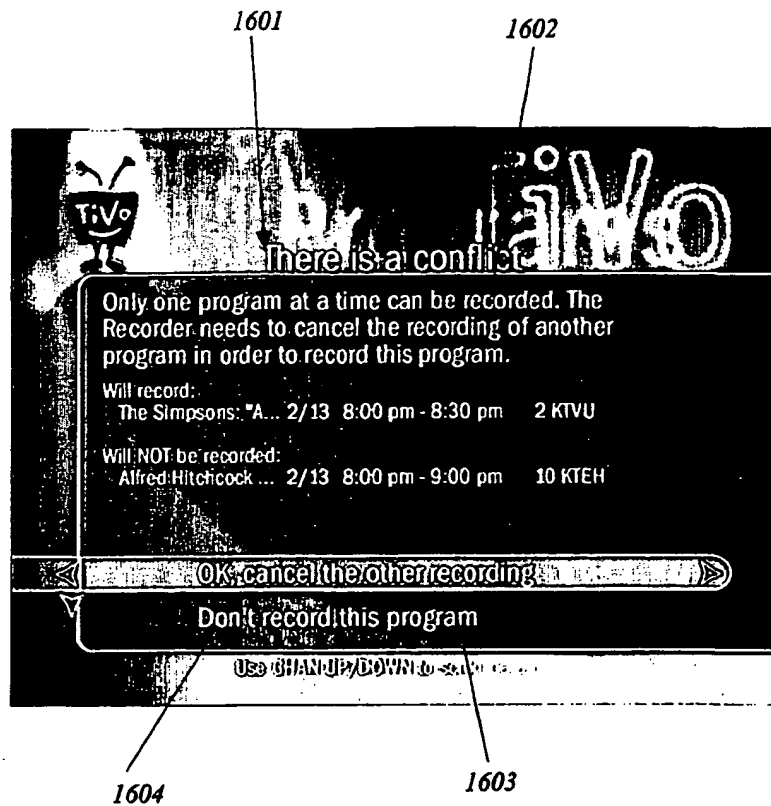 1601
1602
TiVo
TiVo
There is a conflict
Only one program at a time can be recorded. The
Recorder needs to cancel the recording of another
program in order to record this program.
Will record:
The Simpsons: "A... 2/13 8:00 pm - 8:30 pm 2 KTVU
Will NOT be recorded:
Alfred Hitchcock ... 2/13 8:00 pm - 9:00 pm 10 KTEH
OK, cancel the other recording
Don't record this program
Use CHAN UP/DOWN to
1604
1603